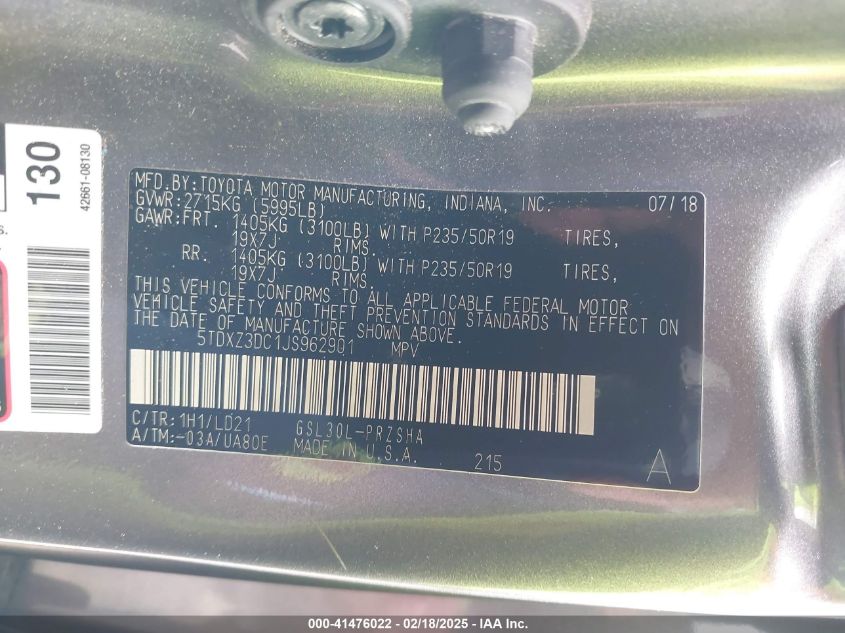 130
42661-08130
MFD.BY:TOYOTA MOTOR MANUFACTURING, INDIANA, INC. 07/18
GVWR:2715KG (5995LB)
GAWR:FRT. 1405KG (3100LB) WITH P235/50R19 TIRES,
19X7J RIMS.
RR. 1405KG (3100LB) WITH P235/50R19 TIRES,
19X7J RIMS.
THIS VEHICLE CONFORMS TO ALL APPLICABLE FEDERAL MOTOR
VEHICLE SAFETY AND THEFT PREVENTION STANDARDS IN EFFECT ON
THE DATE OF MANUFACTURE SHOWN ABOVE.
5TDXZ3DC1JS962901 MPV
C/TR:1H1/LD21 GSL30L-PRZSHA
A/TM:-03A/UA80E MADE IN U.S.A. 215 A
000-41476022 — 02/18/2025 — IAA Inc.